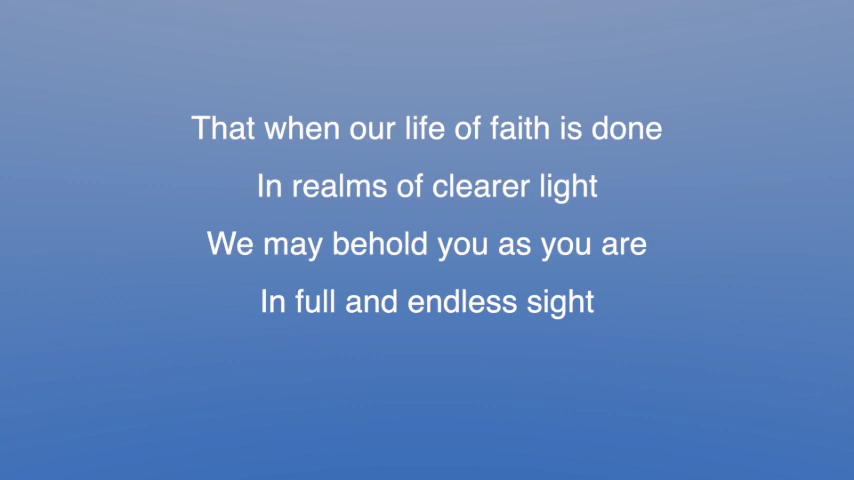 That when our life of faith is done
In realms of clearer light
We may behold you as you are
In full and endless sight